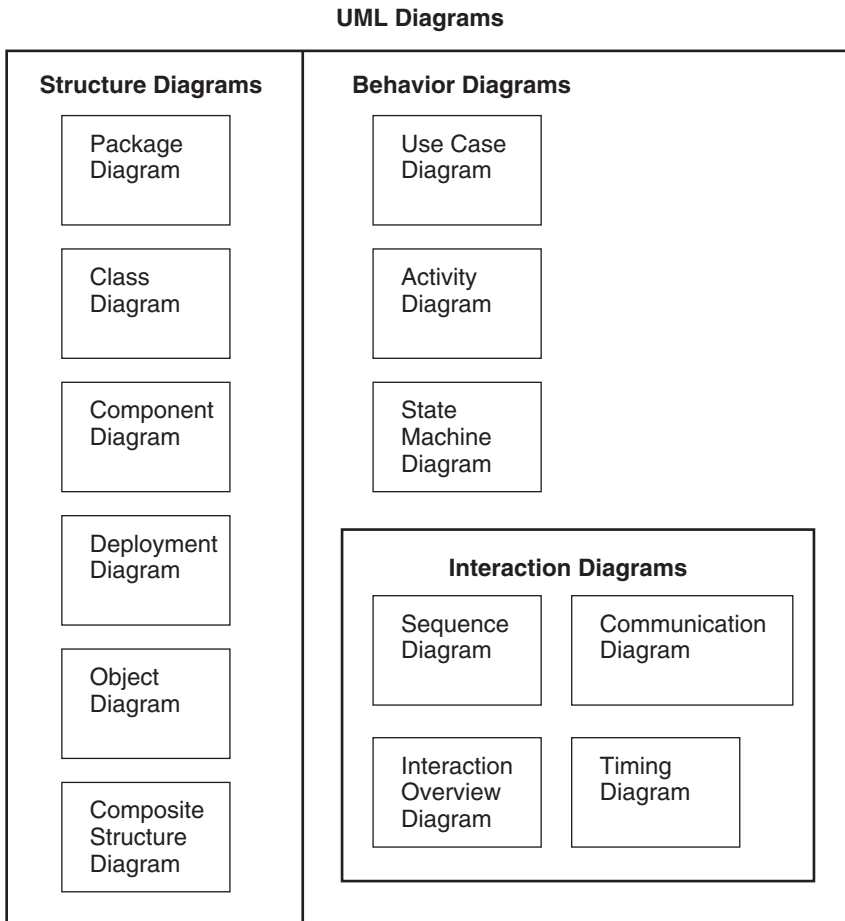 UML Diagrams
Structure Diagrams
Package
Diagram
Class
Diagram
Component
Diagram
Deployment
Diagram
Object
Diagram
Composite
Structure
Diagram
Behavior Diagrams
Use Case
Diagram
Activity
Diagram
State
Machine
Diagram
Interaction Diagrams
Sequence
Diagram
Communication
Diagram
Interaction
Overview
Diagram
Timing
Diagram